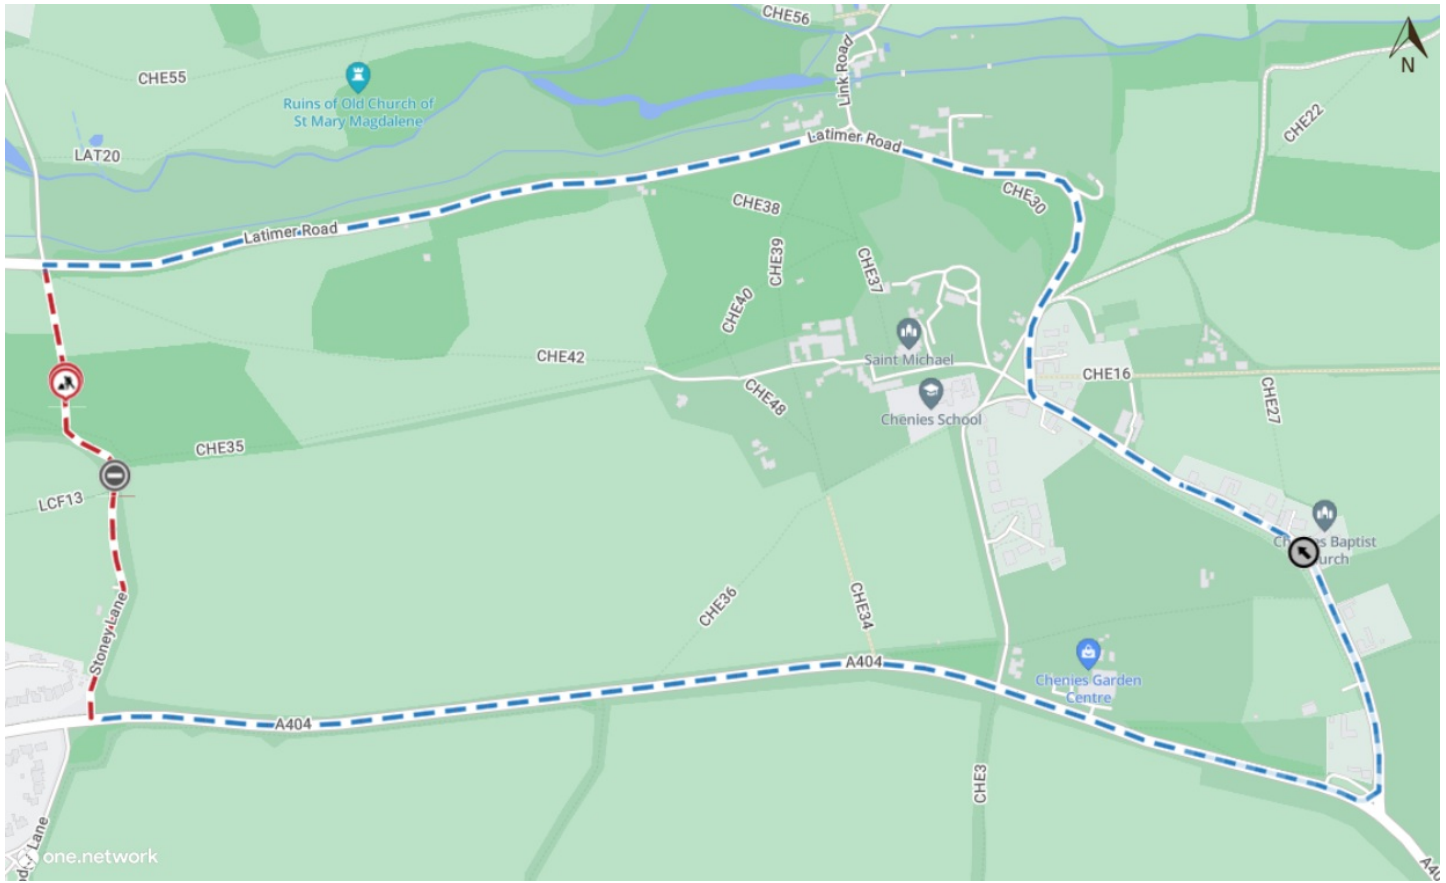 CHE56
CHE55
Ruins of Old Church of
St Mary Magdalene
Link Road
N
CHE22
LAT20
Latimer Road
CHE30
CHE38
Latimer Road
CHE39
CHE37
CHE40
CHE42
Saint Michael
CHE16
CHE48
Chenies School
CHE27
CHE35
LCF13
Chenies Baptist
Church
CHE36
CHE34
Stoney Lane
A404
Chenies Garden
Centre
A404
CHE3
Lane
one.network